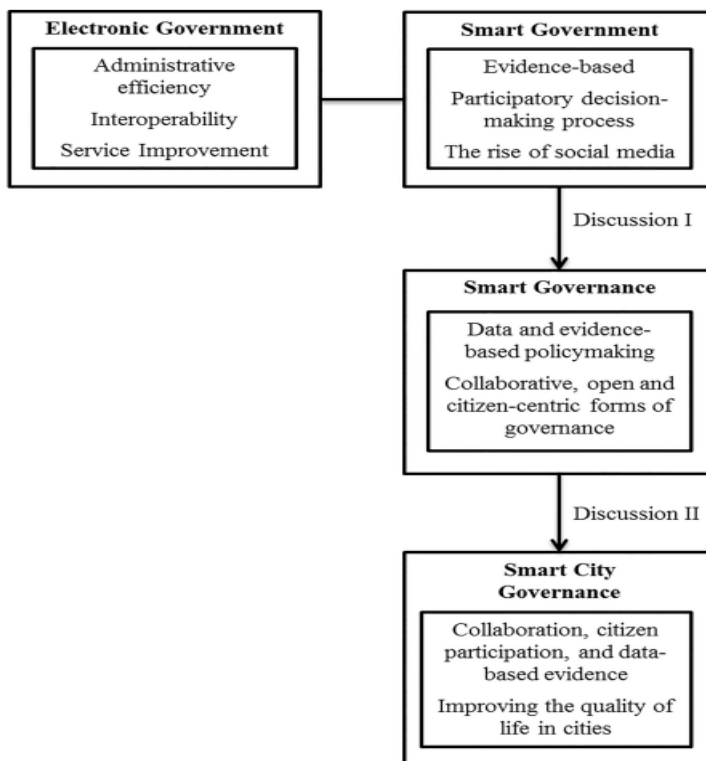 Electronic Government
Administrative
efficiency
Interoperability
Service Improvement
Smart Government
Evidence-based
Participatory decision-
making process
The rise of social media
Discussion I
Smart Governance
Data and evidence-
based policymaking
Collaborative, open and
citizen-centric forms of
governance
Discussion II
Smart City
Governance
Collaboration, citizen
participation, and data-
based evidence
Improving the quality of
life in cities